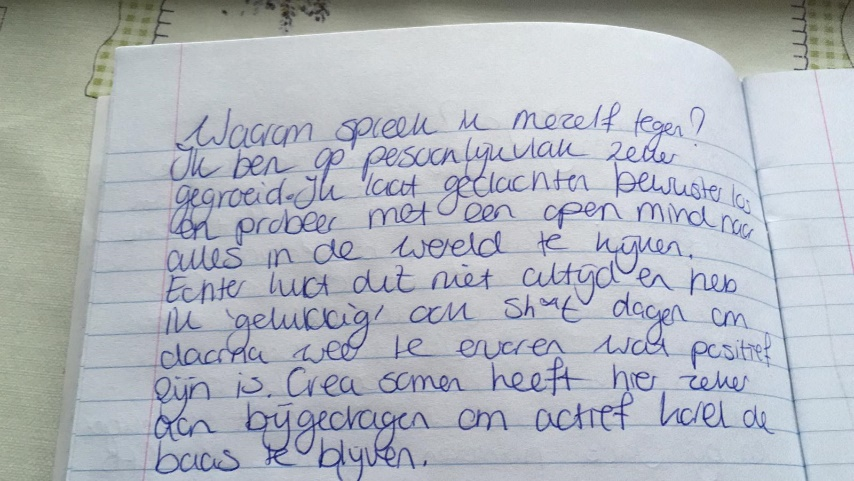 Waarom spreek ik mezelf tegen?
Ik ben op persoonlijk vlak zeker
gegroeid. Ik laat gedachten bewuster los
en probeer met een open mind naar
alles in de wereld te kijken.
Echter lukt dit niet altijd en heb
ik 'gelukkig' ook sh*t dagen om
daarna weer te ervaren wat positief
zijn is. Crea samen heeft hier zeker
aan bijgedragen om actief de
baas te blijven.